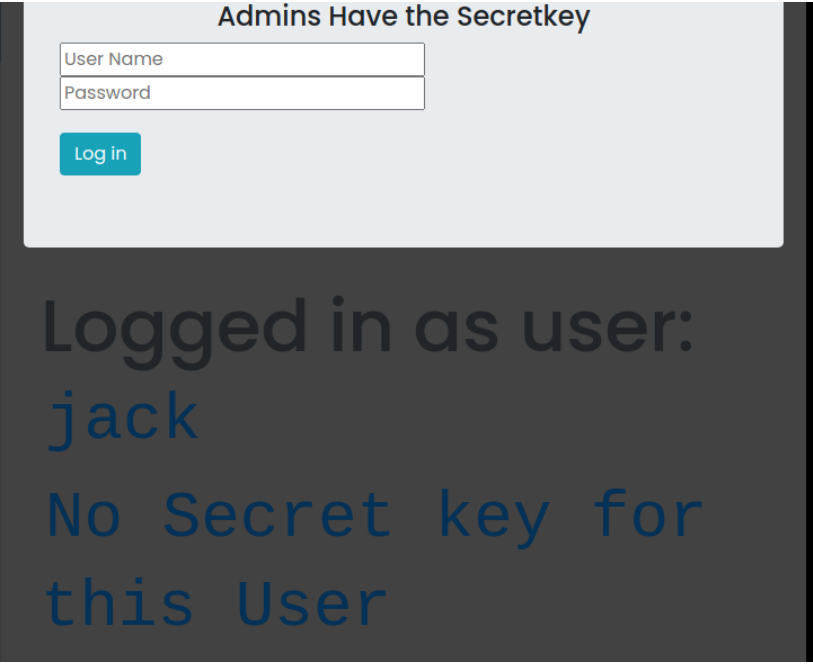 Admins Have the Secretkey
User Name
Password
Log in
Logged in as user:
jack
No Secret key for
this User